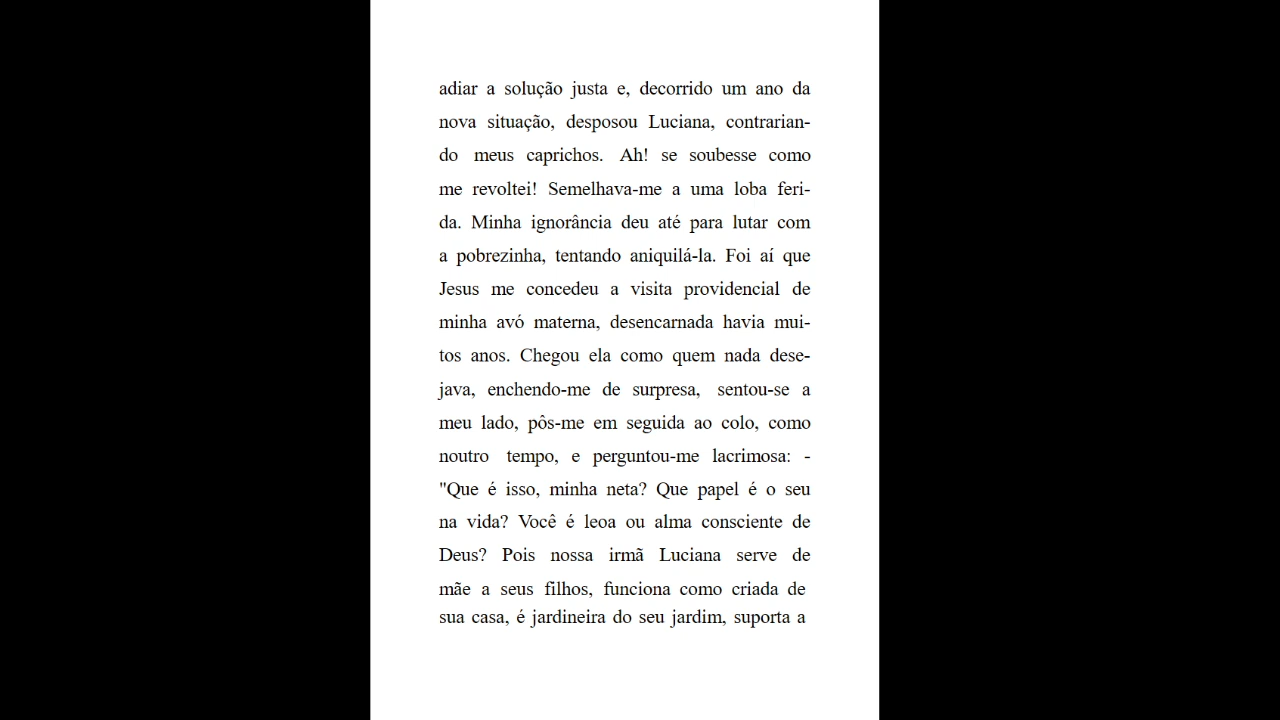 adiar a solução justa e, decorrido um ano da
nova situação, desposou Luciana, contrarian-
do meus caprichos. Ah! se soubesse como
me revoltei! Semelhava-me a uma loba feri-
da. Minha ignorância deu até para lutar com
a pobrezinha, tentando aniquilá-la. Foi aí que
Jesus me concedeu a visita providencial de
minha avó materna, desencarnada havia mui-
tos anos. Chegou ela como quem nada dese-
java, enchendo-me de surpresa, sentou-se a
meu lado, pôs-me em seguida ao colo, como
noutro tempo, e perguntou-me lacrimosa: -
"Que é isso, minha neta? Que papel é o seu
na vida? Você é leoa ou alma consciente de
Deus? Pois nossa irmã Luciana serve de
mãe a seus filhos, funciona como criada de
sua casa, é jardineira do seu jardim, suporta a